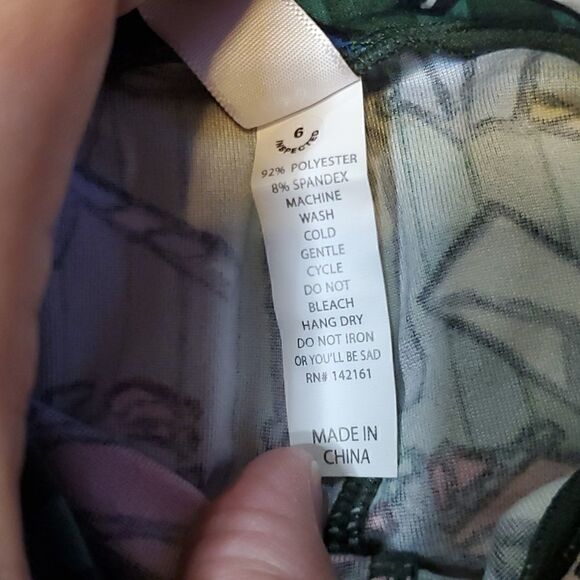 6
INSPECTED
92% POLYESTER
8% SPANDEX
MACHINE
WASH
COLD
GENTLE
CYCLE
DO NOT
BLEACH
HANG DRY
DO NOT IRON
OR YOU'LL BE SAD
RN# 142161
MADE IN
CHINA